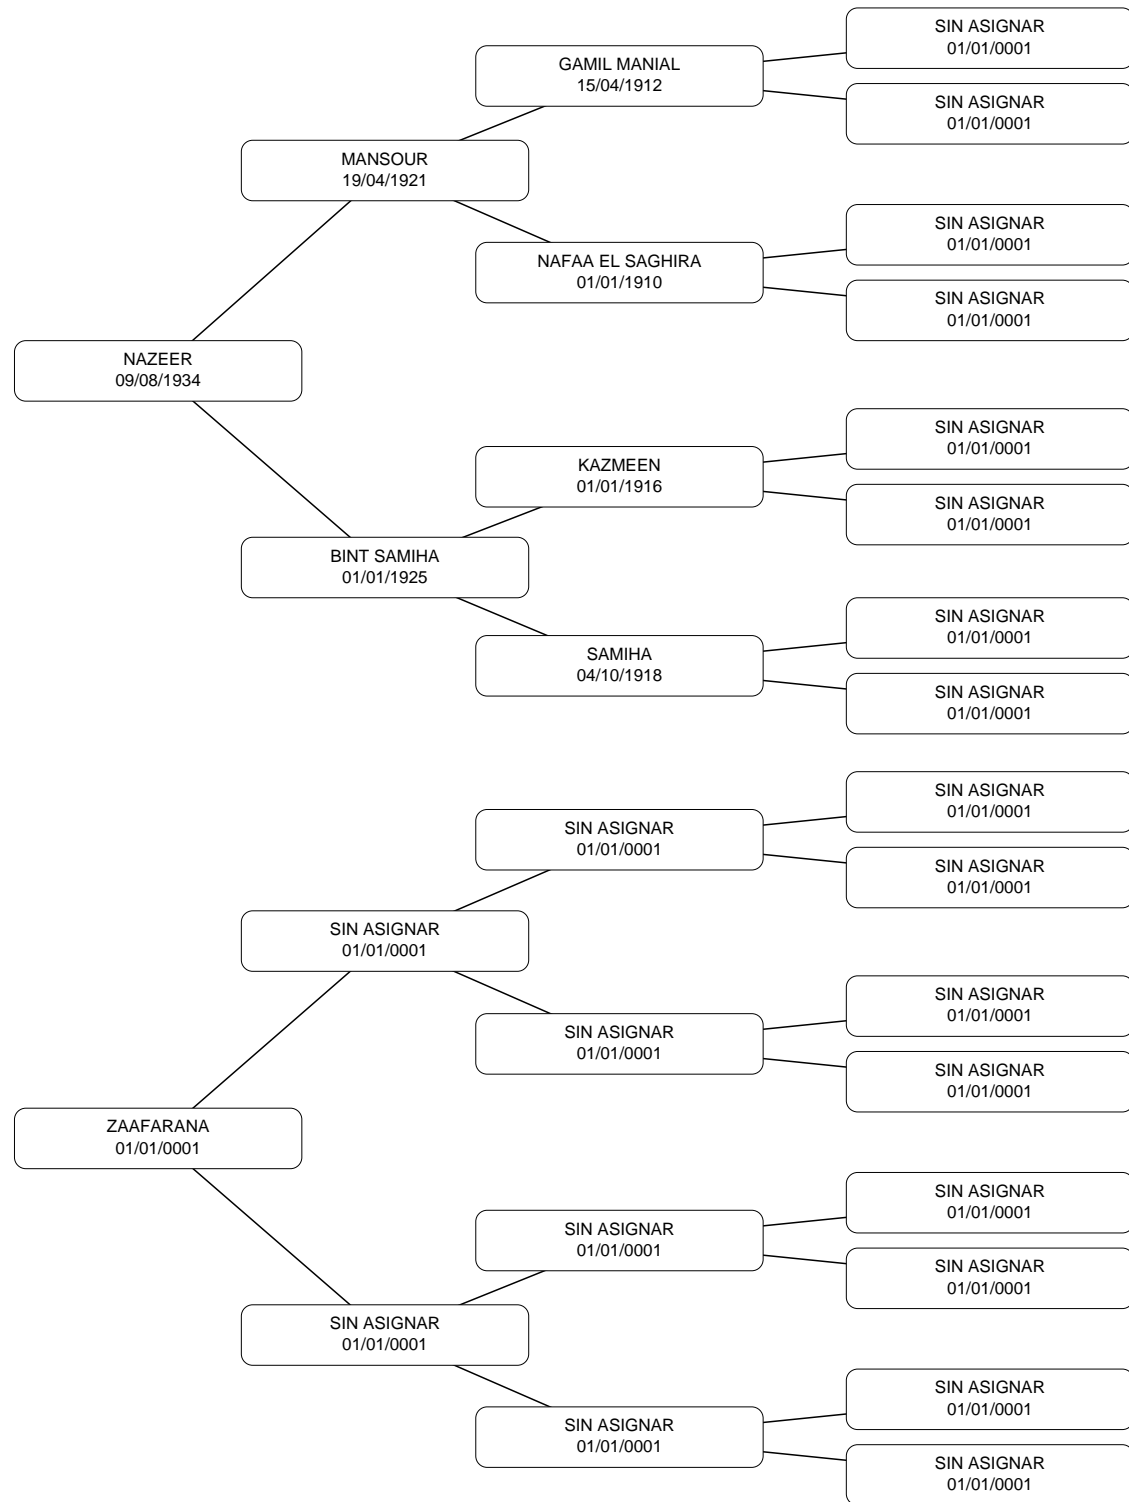 SIN ASIGNAR
01/01/0001
GAMIL MANIAL
15/04/1912
SIN ASIGNAR
01/01/0001
MANSOUR
19/04/1921
SIN ASIGNAR
01/01/0001
NAFAA EL SAGHIRA
01/01/1910
SIN ASIGNAR
01/01/0001
NAZEER
09/08/1934
SIN ASIGNAR
01/01/0001
KAZMEEN
01/01/1916
SIN ASIGNAR
01/01/0001
BINT SAMIHA
01/01/1925
SIN ASIGNAR
01/01/0001
SAMIHA
04/10/1918
SIN ASIGNAR
01/01/0001
SIN ASIGNAR
01/01/0001
SIN ASIGNAR
01/01/0001
SIN ASIGNAR
01/01/0001
SIN ASIGNAR
01/01/0001
SIN ASIGNAR
01/01/0001
SIN ASIGNAR
01/01/0001
SIN ASIGNAR
01/01/0001
ZAAFARANA
01/01/0001
SIN ASIGNAR
01/01/0001
SIN ASIGNAR
01/01/0001
SIN ASIGNAR
01/01/0001
SIN ASIGNAR
01/01/0001
SIN ASIGNAR
01/01/0001
SIN ASIGNAR
01/01/0001
SIN ASIGNAR
01/01/0001